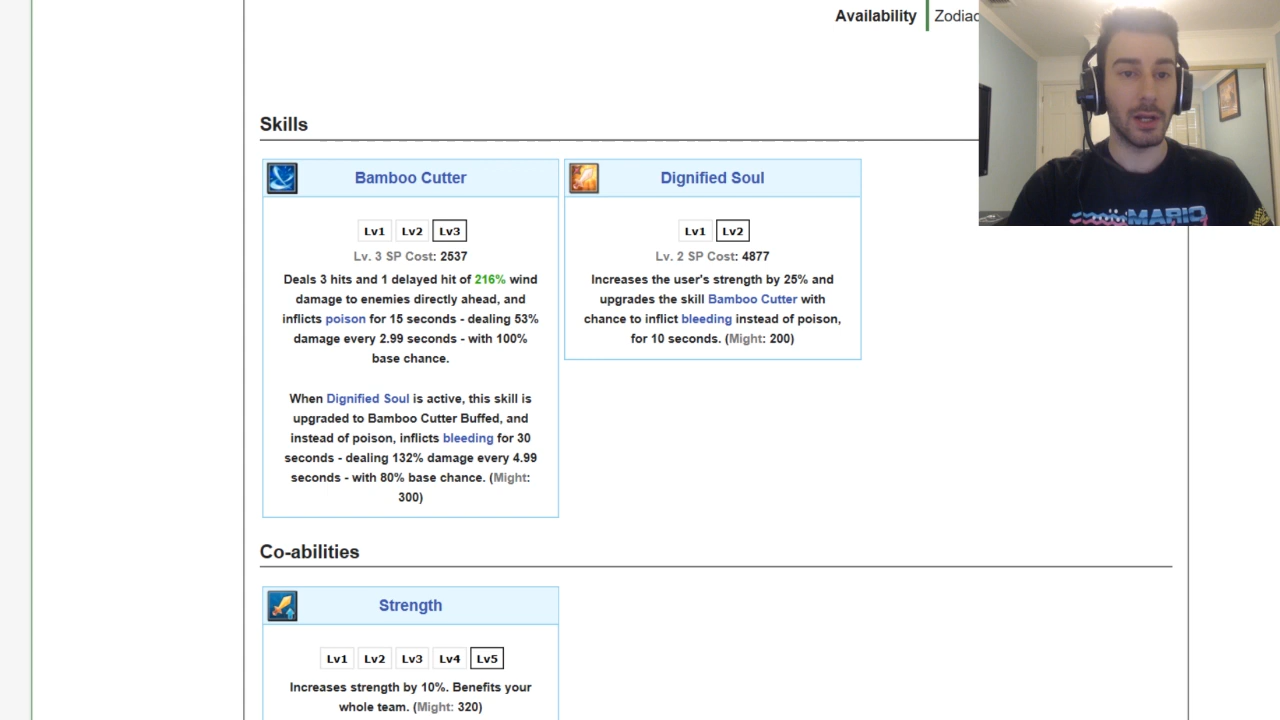 Availability
Zodiac
Skills
Bamboo Cutter
Dignified Soul
Lv1 Lv2 Lv3
Lv1 Lv2
Lv. 3 SP Cost: 2537
Lv. 2 SP Cost: 4877
Deals 3 hits and 1 delayed hit of 216% wind
damage to enemies directly ahead, and
inflicts poison for 15 seconds - dealing 53%
damage every 2.99 seconds - with 100%
base chance.
When Dignified Soul is active, this skill is
upgraded to Bamboo Cutter Buffed, and
instead of poison, inflicts bleeding for 30
seconds - dealing 132% damage every 4.99
seconds - with 80% base chance. (Might:
300)
Increases the user's strength by 25% and
upgrades the skill Bamboo Cutter with
chance to inflict bleeding instead of poison,
for 10 seconds. (Might: 200)
Co-abilities
Strength
Lv1 Lv2 Lv3 Lv4 Lv5
Increases strength by 10%. Benefits your
whole team. (Might: 320)
MARIO